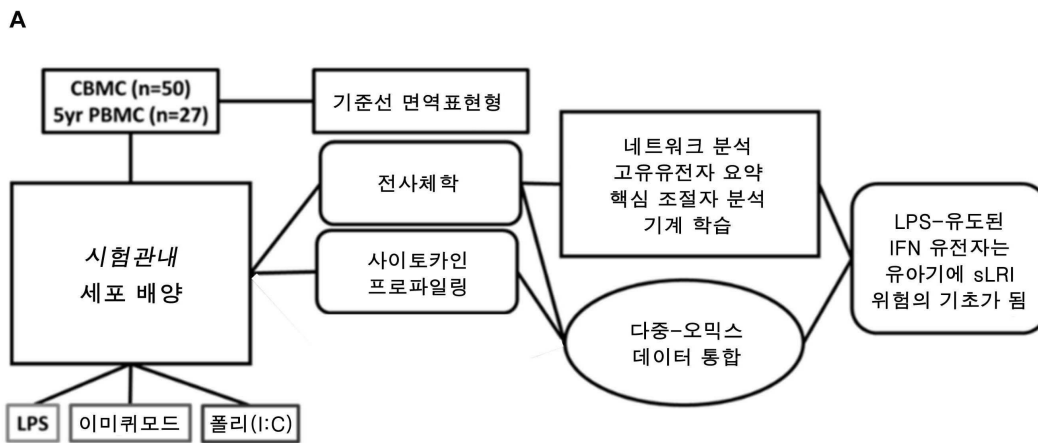 A
CBMC (n=50)
5yr PBMC (n=27)
기준선 면역표현형
시험관내
세포 배양
전사체학
사이토카인
프로파일링
네트워크 분석
고유유전자 요약
핵심 조절자 분석
기계 학습
다중-오믹스
데이터 통합
LPS-유도된
IFN 유전자는
유아기에 sLRI
위험의 기초가 됨
LPS
이미퀴모드
폴리(I:C)